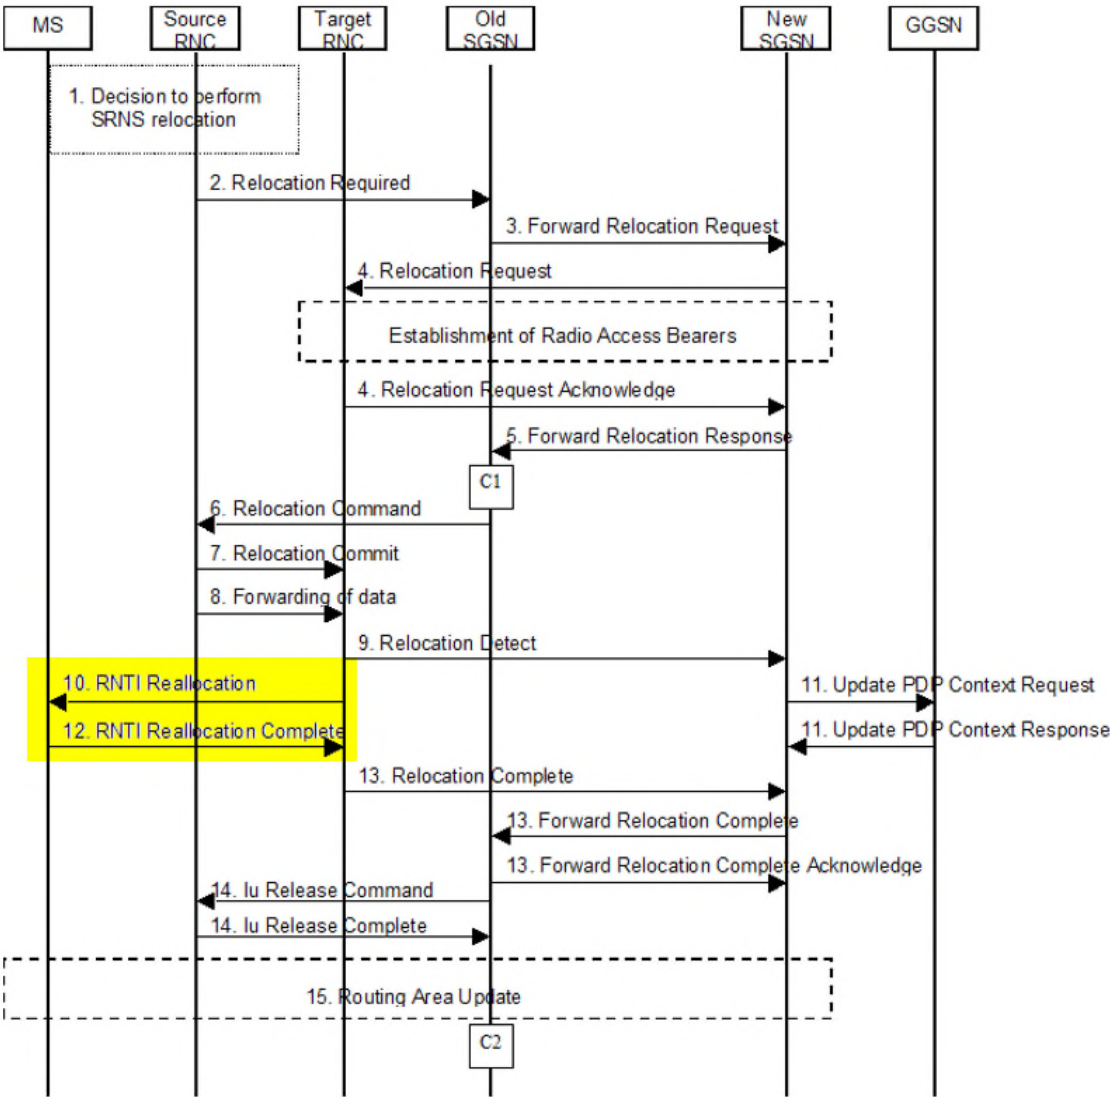 MS
Source
RNC
Target
RNC
Old
SGSN
New
SGSN
GGSN
1. Decision to perform
SRNS relocation
2. Relocation Required
3. Forward Relocation Request
4. Relocation Request
Establishment of Radio Access Bearers
4. Relocation Request Acknowledge
5. Forward Relocation Response
C1
6. Relocation Command
7. Relocation Commit
8. Forwarding of data
9. Relocation Detect
10. RNTI Reallocation
11. Update PDP Context Request
12. RNTI Reallocation Complete
11. Update PDP Context Response
13. Relocation Complete
13. Forward Relocation Complete
13. Forward Relocation Complete Acknowledge
14. Iu Release Command
14. Iu Release Complete
15. Routing Area Update
C2